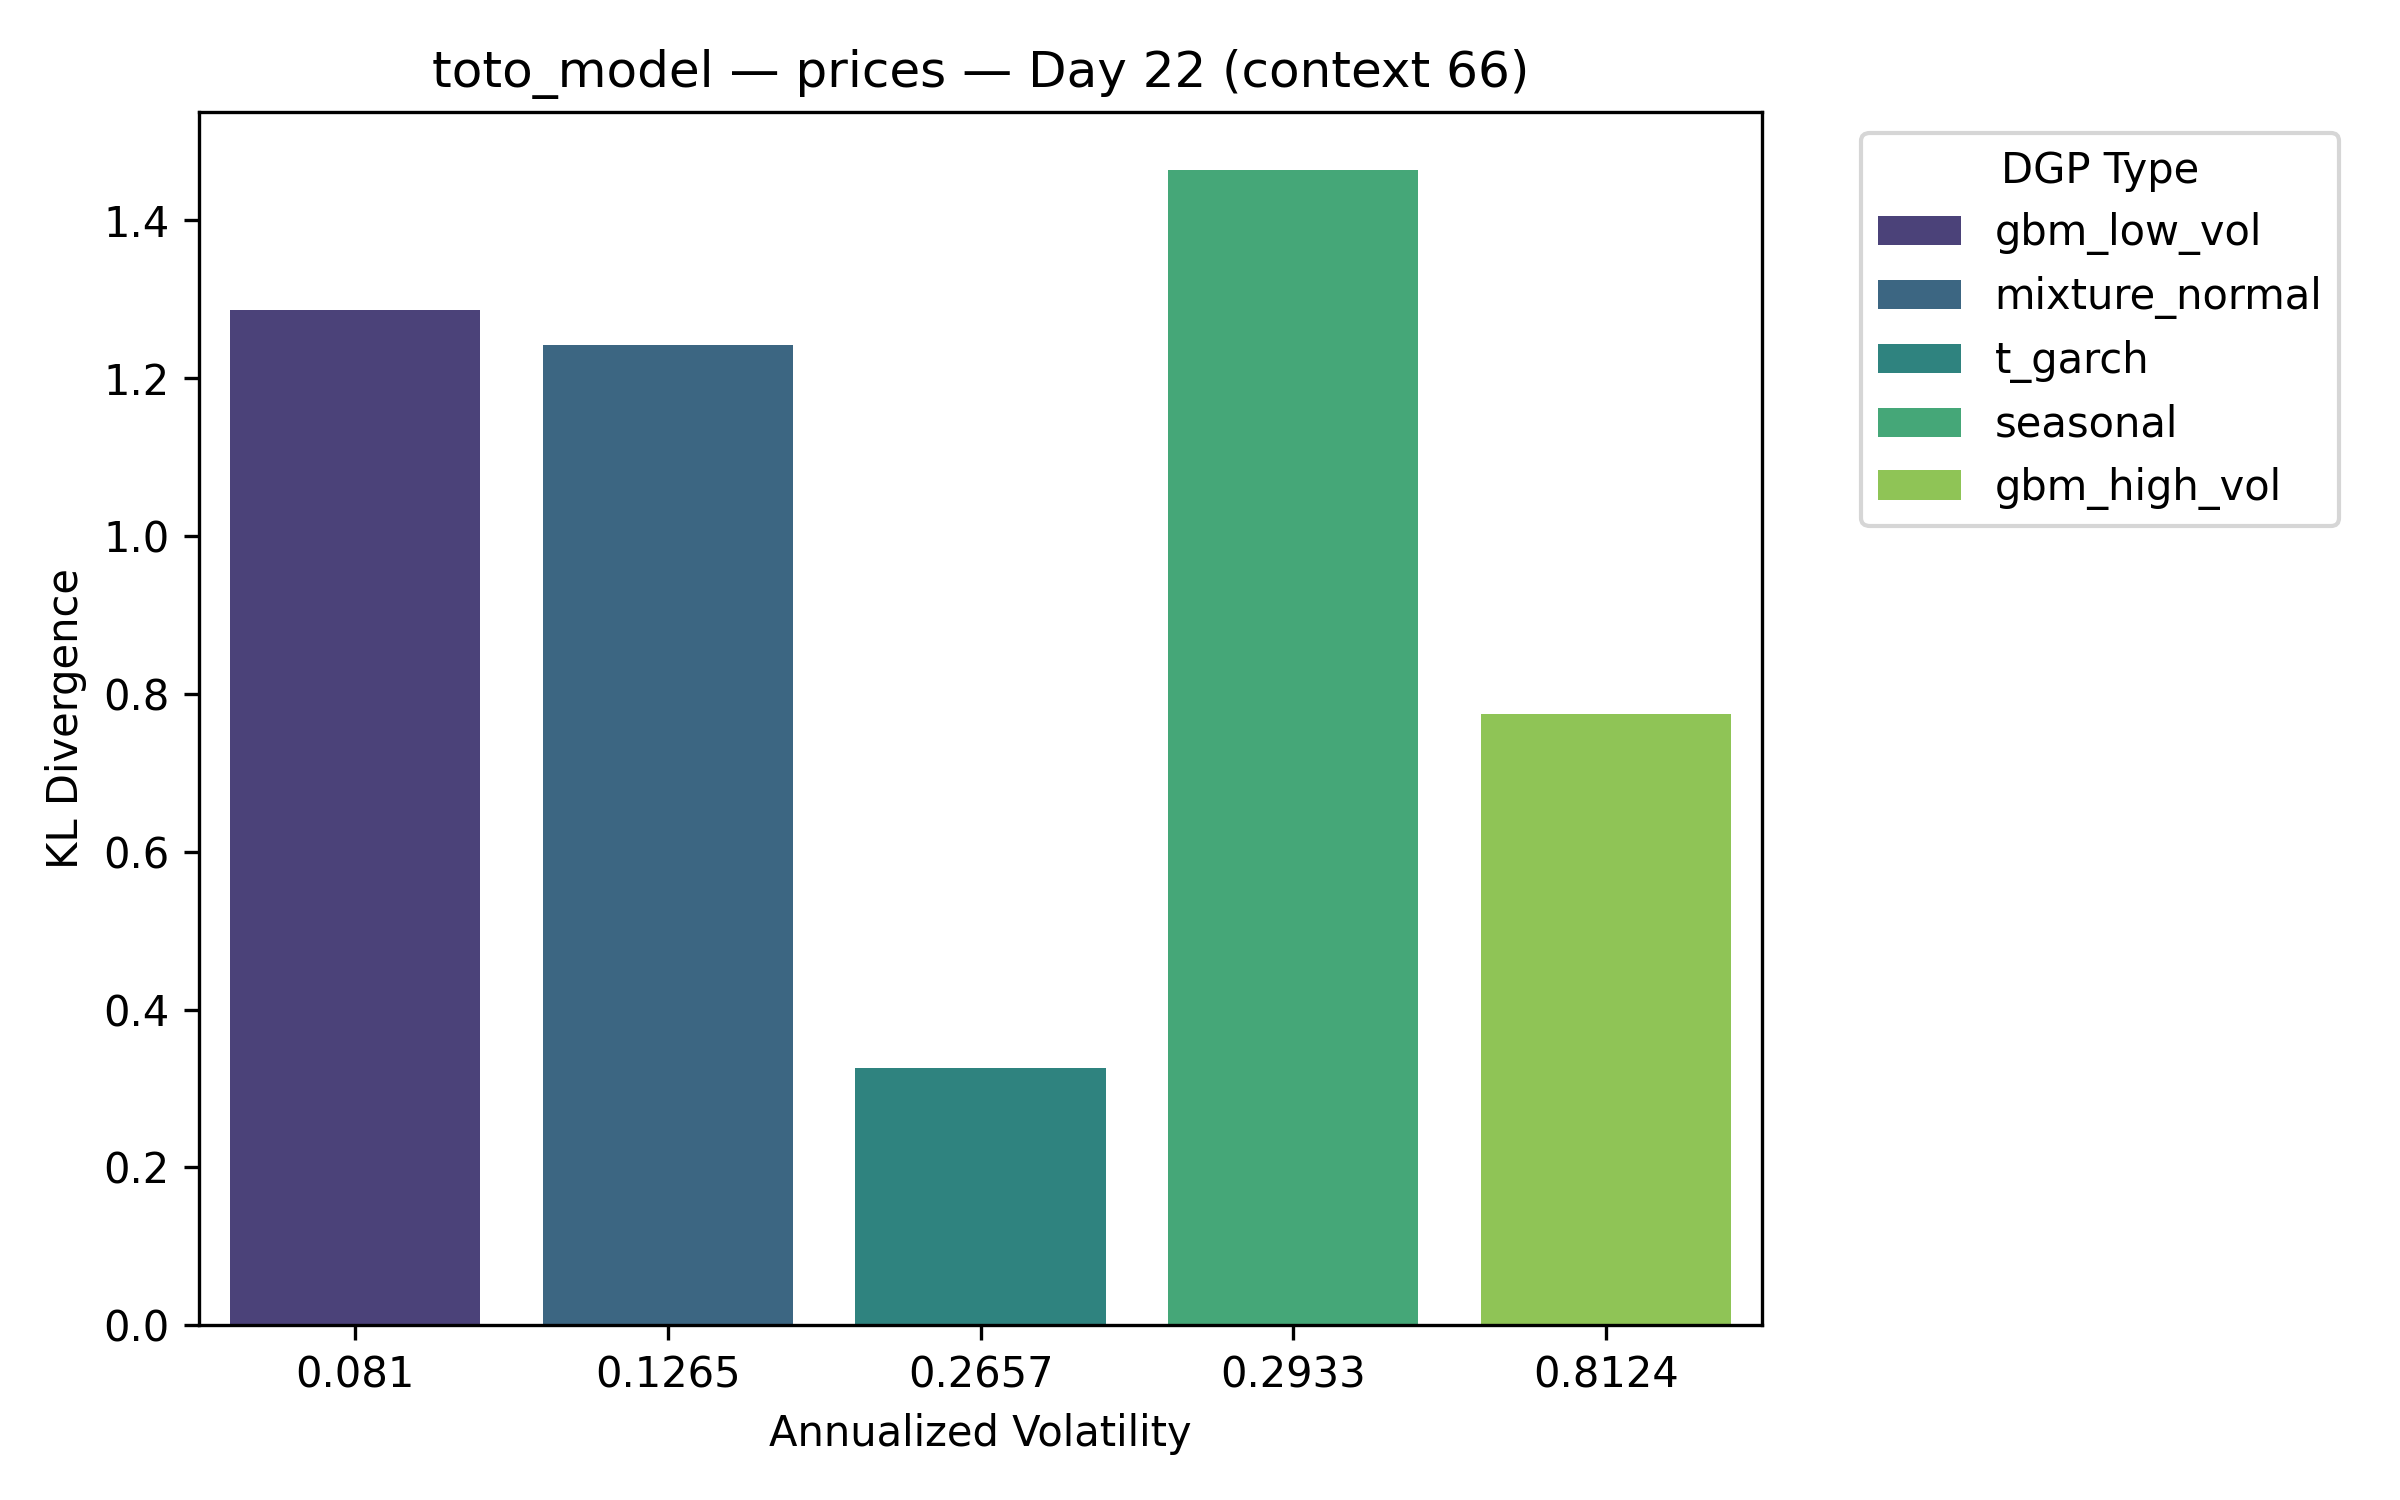 toto_model — prices — Day 22 (context 66)
KL Divergence
1.4
1.2
1.0
0.8
0.6
0.4
0.2
0.0
0.081 0.1265 0.2657 0.2933 0.8124
Annualized Volatility
DGP Type
gbm_low_vol
mixture_normal
t_garch
seasonal
gbm_high_vol